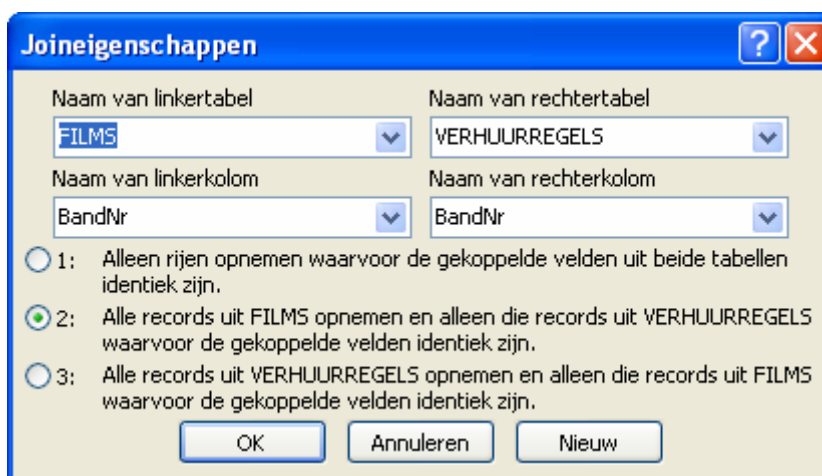 Joineigenschappen
Naam van linkertabel
Naam van rechtertabel
FILMS
VERHUURREGELS
Naam van linkerkolom
Naam van rechterkolom
BandNr
BandNr
1: Alleen rijen opnemen waarvoor de gekoppelde velden uit beide tabellen
identiek zijn.
2: Alle records uit FILMS opnemen en alleen die records uit VERHUURREGELS
waarvoor de gekoppelde velden identiek zijn.
3: Alle records uit VERHUURREGELS opnemen en alleen die records uit FILMS
waarvoor de gekoppelde velden identiek zijn.
OK
Annuleren
Nieuw